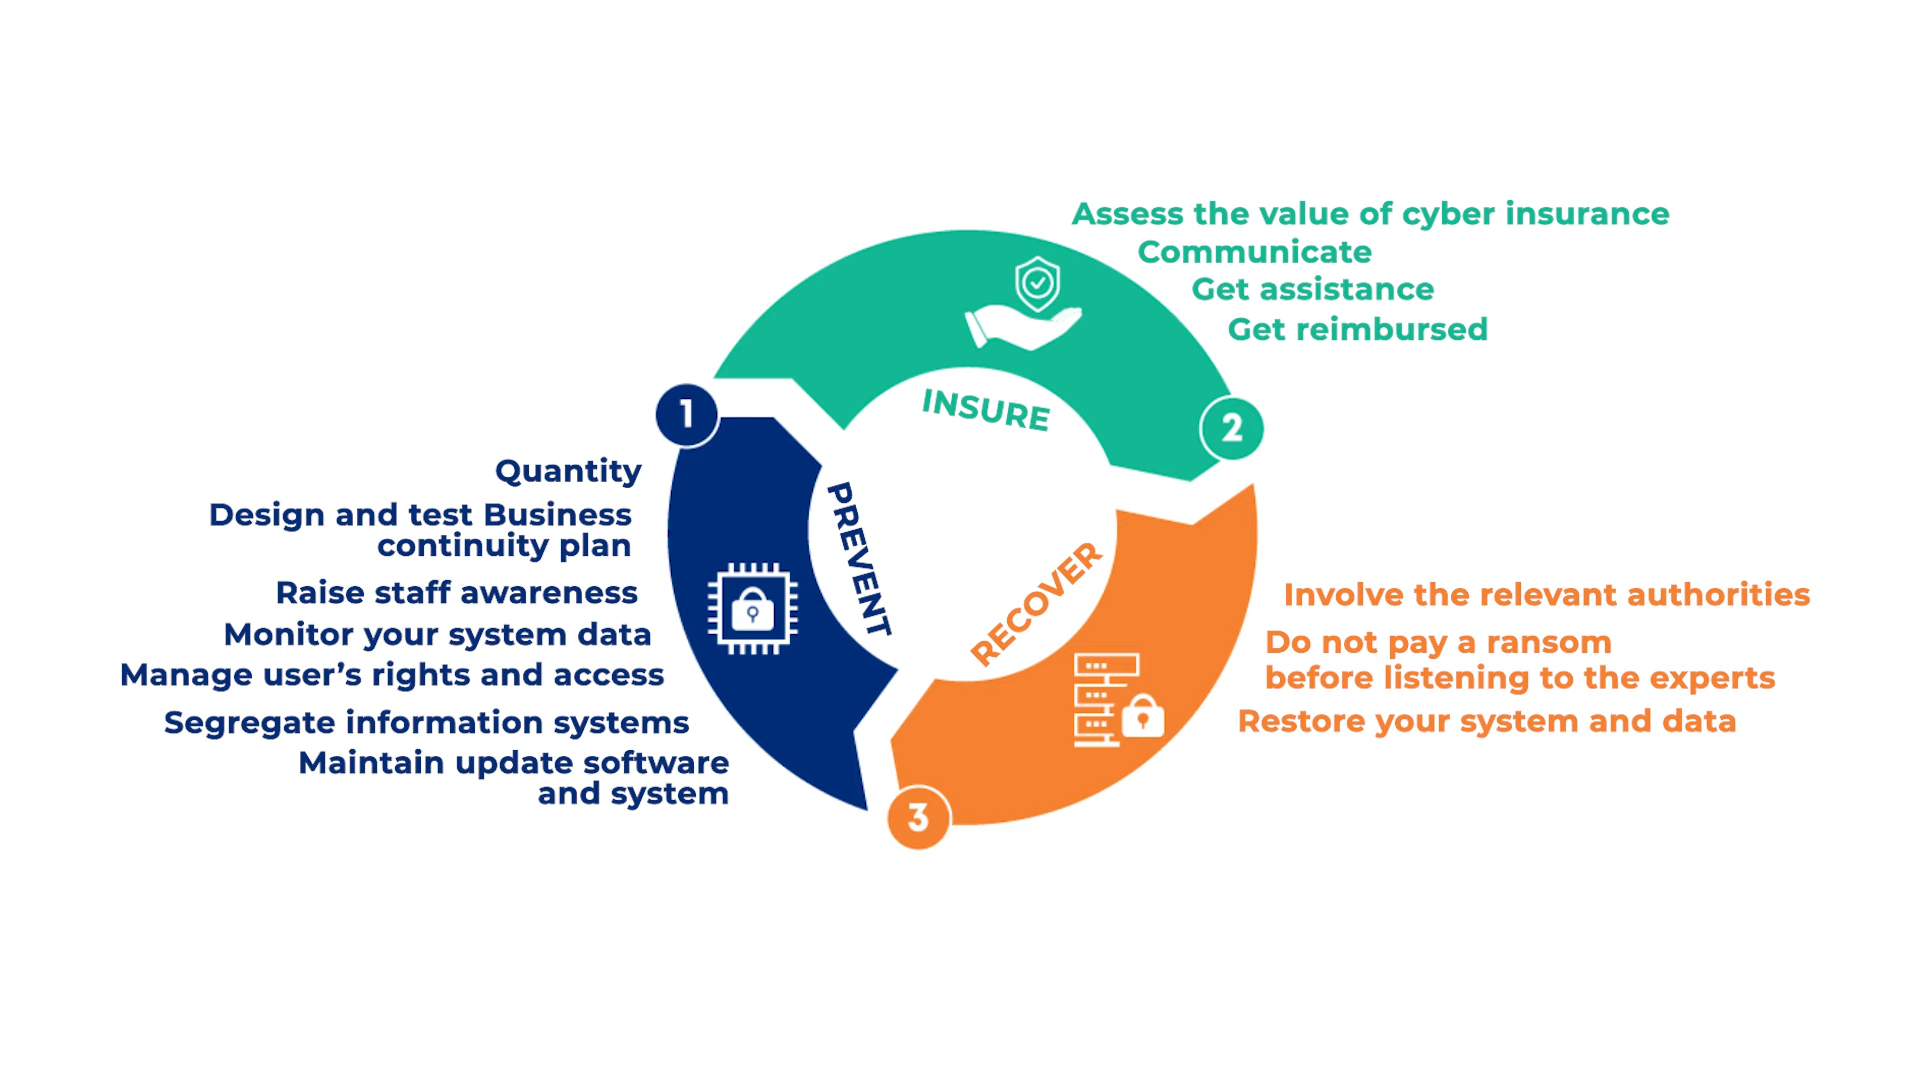 1
PREVENT
Quantity
Design and test Business
continuity plan
Raise staff awareness
Monitor your system data
Manage user’s rights and access
Segregate information systems
Maintain update software
and system
2
INSURE
Assess the value of cyber insurance
Communicate
Get assistance
Get reimbursed
3
RECOVER
Involve the relevant authorities
Do not pay a ransom
before listening to the experts
Restore your system and data